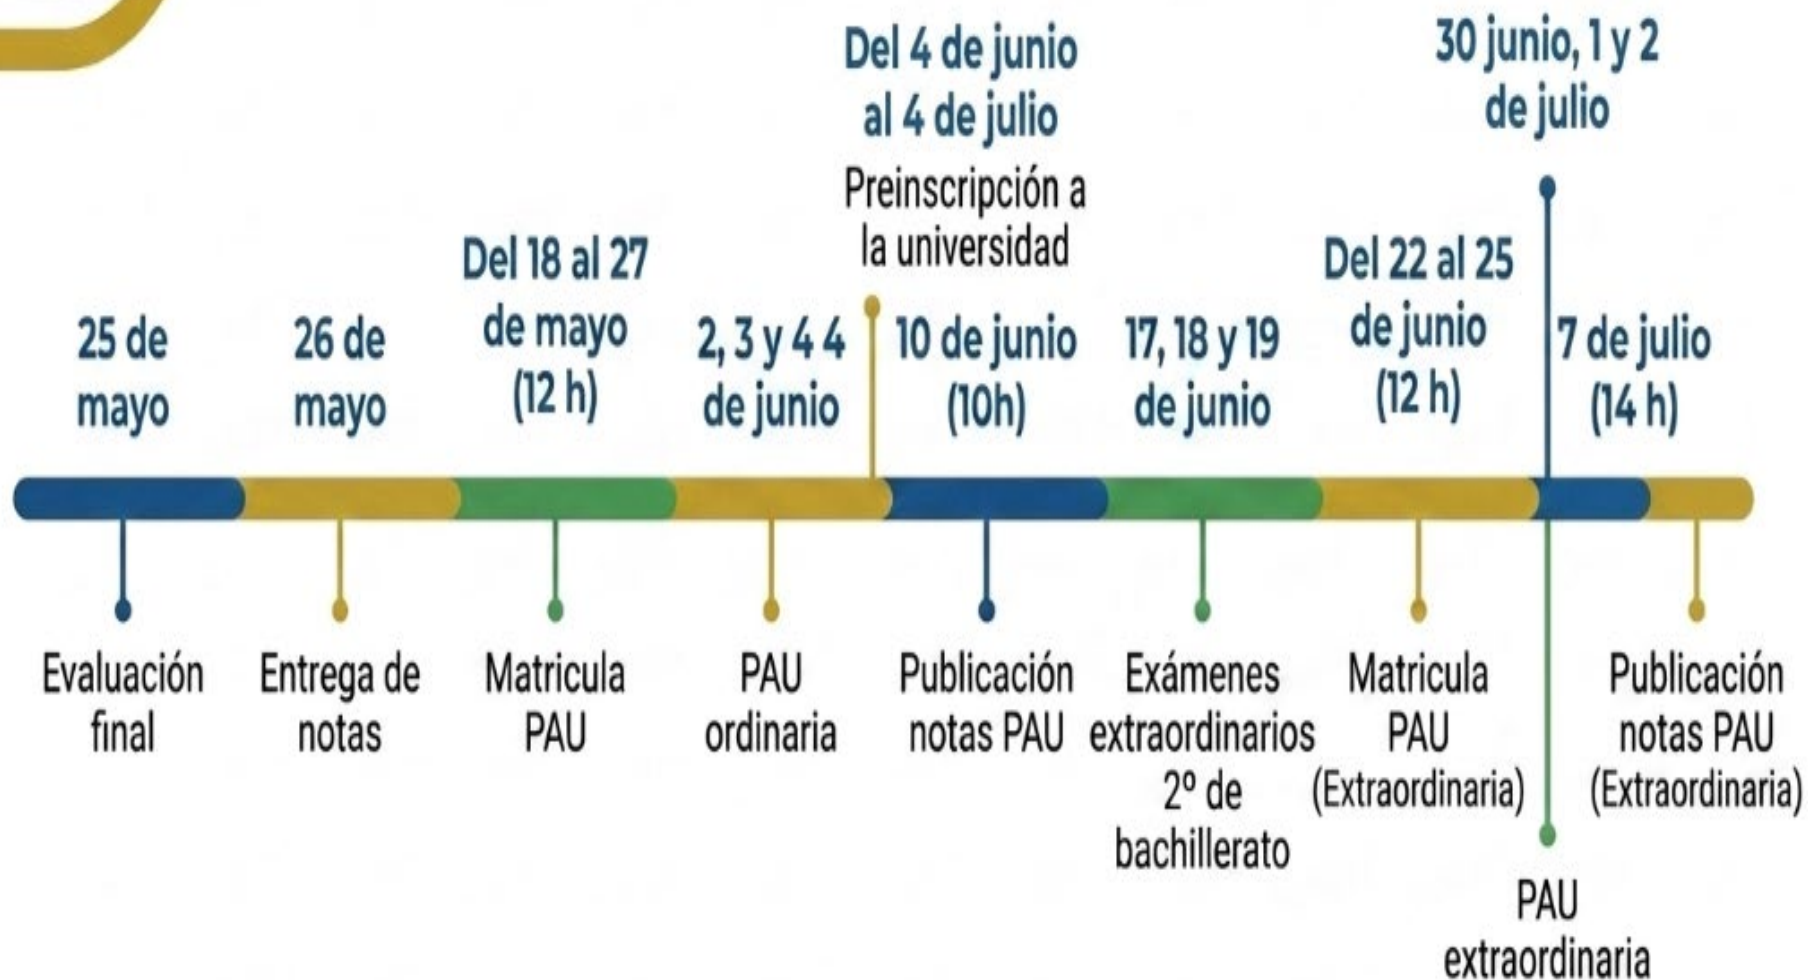 Del 4 de junio
al 4 de julio
Preinscripción a
la universidad
30 junio, 1 y 2
de julio
25 de
mayo
26 de
mayo
Del 18 al 27
de mayo
(12 h)
2, 3 y 4 4
de junio
10 de junio
(10h)
17, 18 y 19
de junio
Del 22 al 25
de junio
(12 h)
7 de julio
(14 h)
Evaluación
final
Entrega de
notas
Matricula
PAU
PAU
ordinaria
Publicación
notas PAU
Exámenes
extraordinarios
2º de
bachillerato
Matricula
PAU
(Extraordinaria)
Publicación
notas PAU
(Extraordinaria)
PAU
extraordinaria